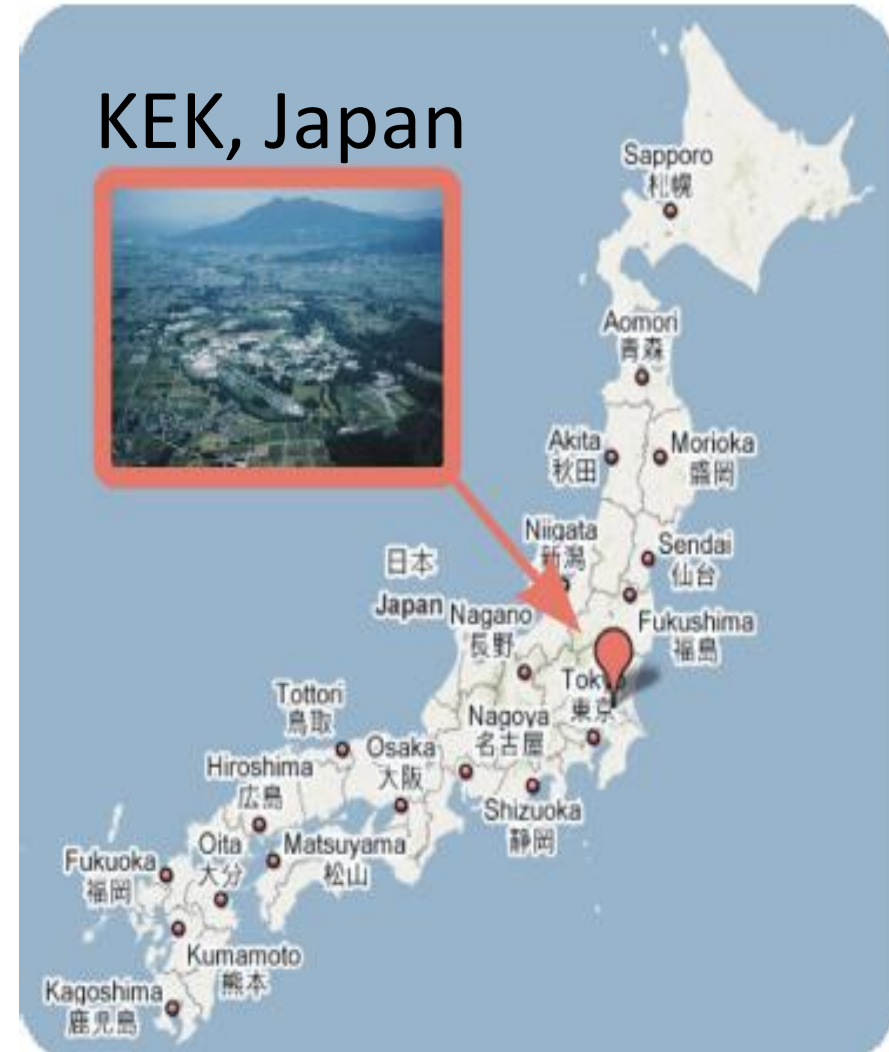 KEK, Japan
Sapporo
札幌
Aomori
青森
Akita
秋田
Morioka
盛岡
Niigata
新潟
Sendai
仙台
日本
Japan
Nagano
長野
Fukushima
福島
Tokyo
東京
Tottori
鳥取
Nagoya
名古屋
Osaka
大阪
Hiroshima
広島
Shizuoka
静岡
Oita
大分
Matsuyama
松山
Fukuoka
福岡
Kumamoto
熊本
Kagoshima
鹿児島